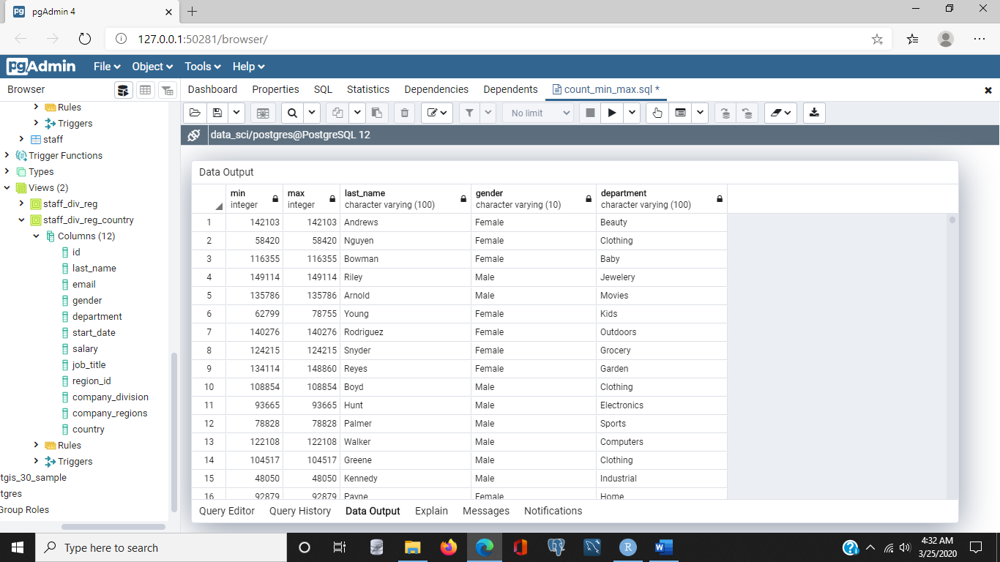 pgAdmin 4
127.0.0.1:50281/browser/
pgAdmin File Object Tools Help
Browser
Dashboard Properties SQL Statistics Dependencies Dependents count_min_max.sql *
No limit
data_sci/postgres@PostgreSQL 12
Rules
Triggers
staff
Trigger Functions
Types
Views (2)
staff_div_reg
staff_div_reg_country
Columns (12)
id
last_name
email
gender
department
start_date
salary
job_title
region_id
company_division
company_regions
country
Rules
Triggers
tgis_30_sample
tgres
Group Roles
Data Output
min max last_name gender department
integer integer character varying (100) character varying (10) character varying (100)
1 142103 142103 Andrews Female Beauty
2 58420 58420 Nguyen Female Clothing
3 116355 116355 Bowman Female Baby
4 149114 149114 Riley Male Jewelery
5 135786 135786 Arnold Male Movies
6 62799 78755 Young Female Kids
7 140276 140276 Rodriguez Female Outdoors
8 124215 124215 Snyder Female Grocery
9 134114 148860 Reyes Female Garden
10 108854 108854 Boyd Male Clothing
11 93665 93665 Hunt Male Electronics
12 78828 78828 Palmer Male Sports
13 122108 122108 Walker Male Computers
14 104517 104517 Greene Male Clothing
15 48050 48050 Kennedy Male Industrial
16 92879 92879 Payne Female Home
Query Editor Query History Data Output Explain Messages Notifications
Type here to search
4:32 AM
3/25/2020